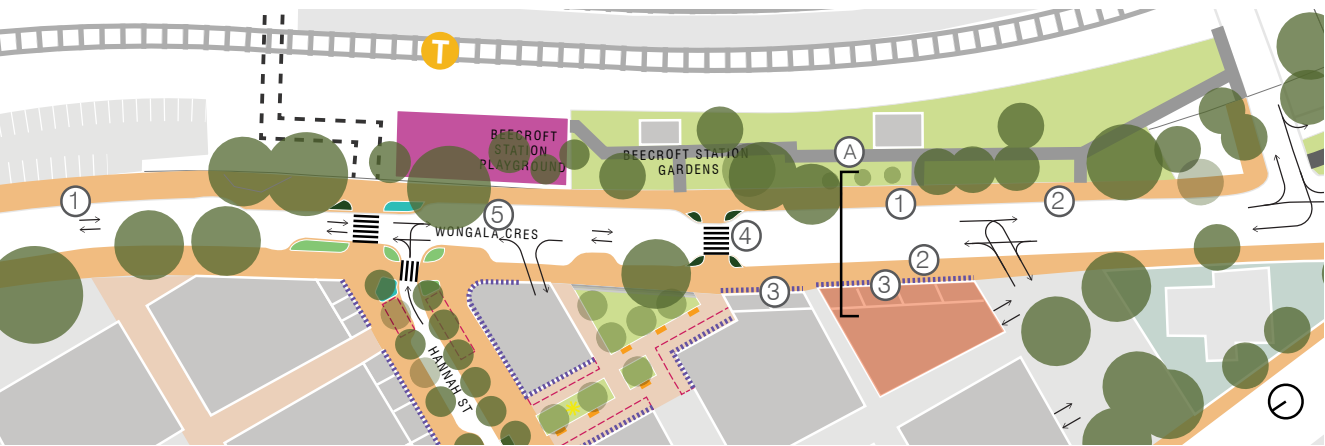 T
BEECROFT
STATION
PLAYGROUND
BEECROFT STATION
GARDENS
A
1
5
WONGALA CRES
4
1
2
2
3
3
HANNAH ST